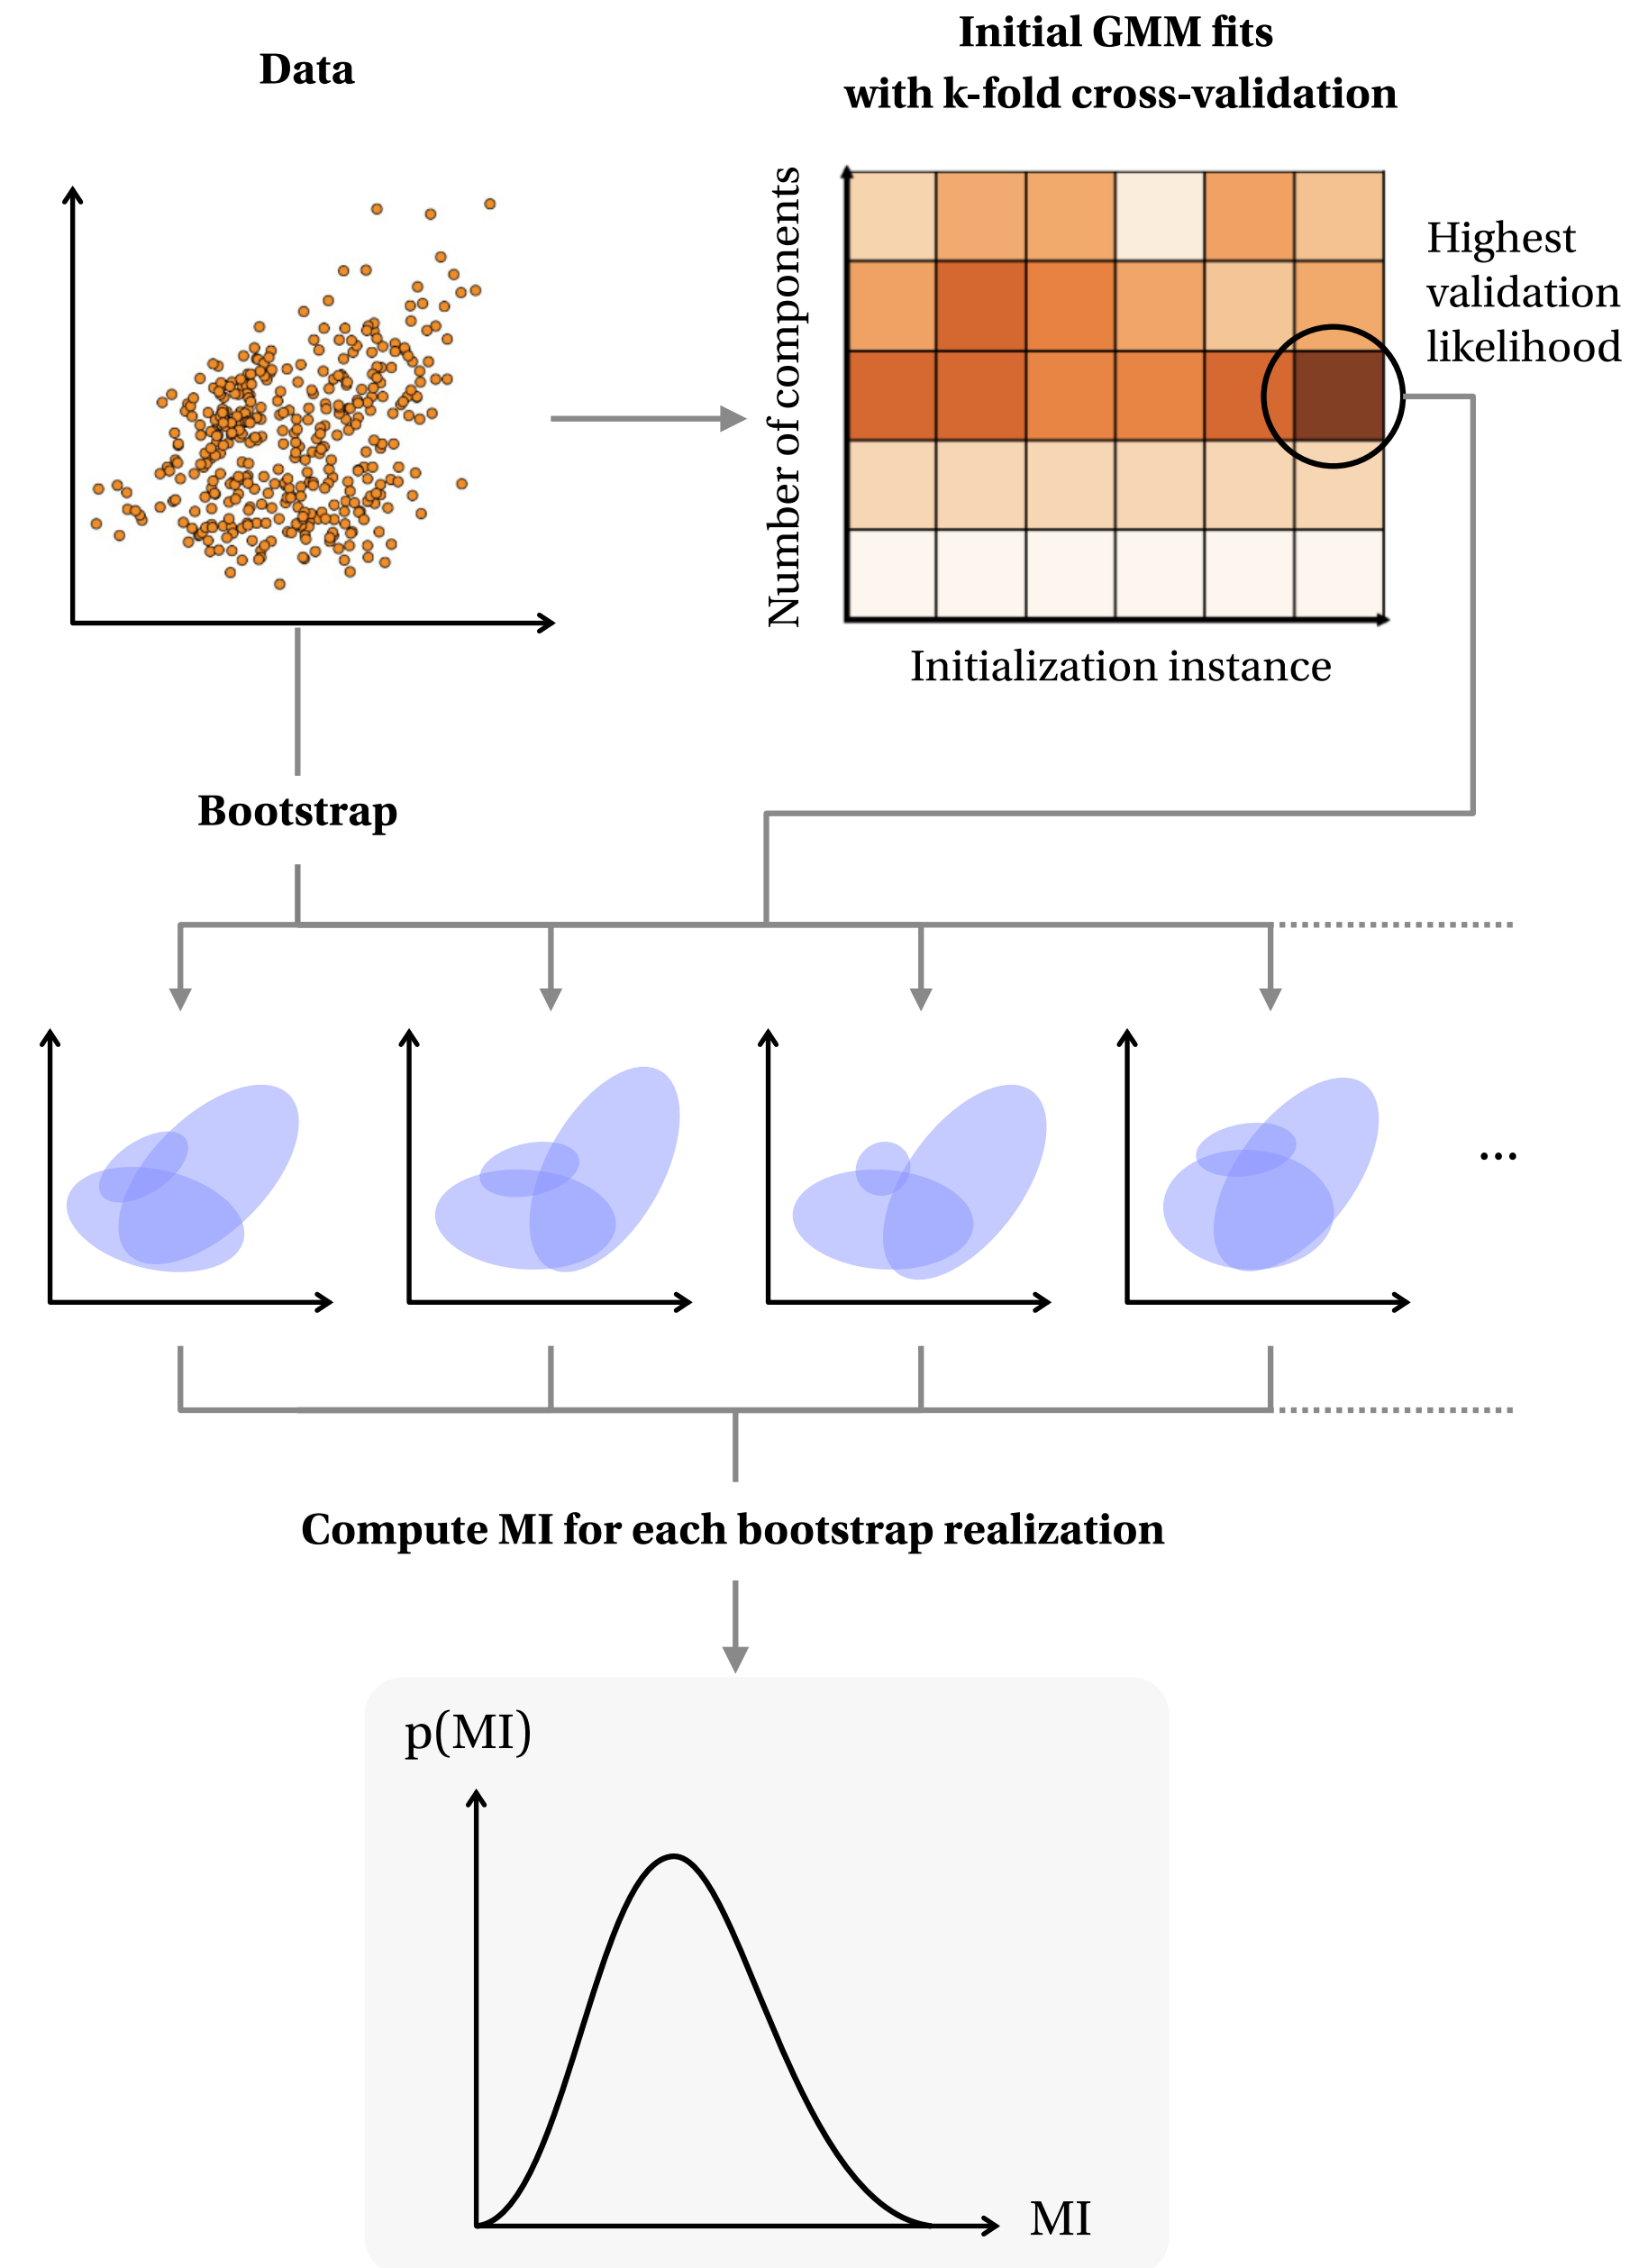 Data
Initial GMM fits
with k-fold cross-validation
Number of components
Highest
validation
likelihood
Initialization instance
Bootstrap
...
Compute MI for each bootstrap realization
p(MI)
MI